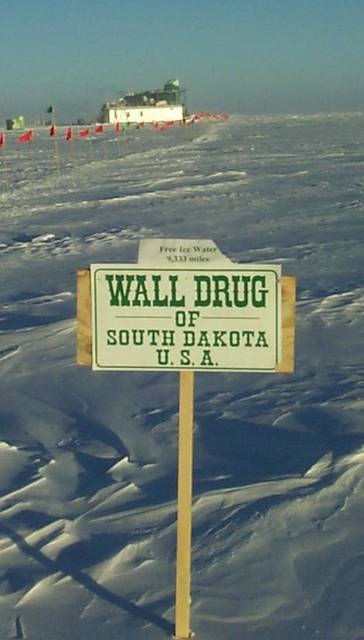 Free Ice Water
9,333 miles
WALL DRUG
OF
SOUTH DAKOTA
U. S. A.